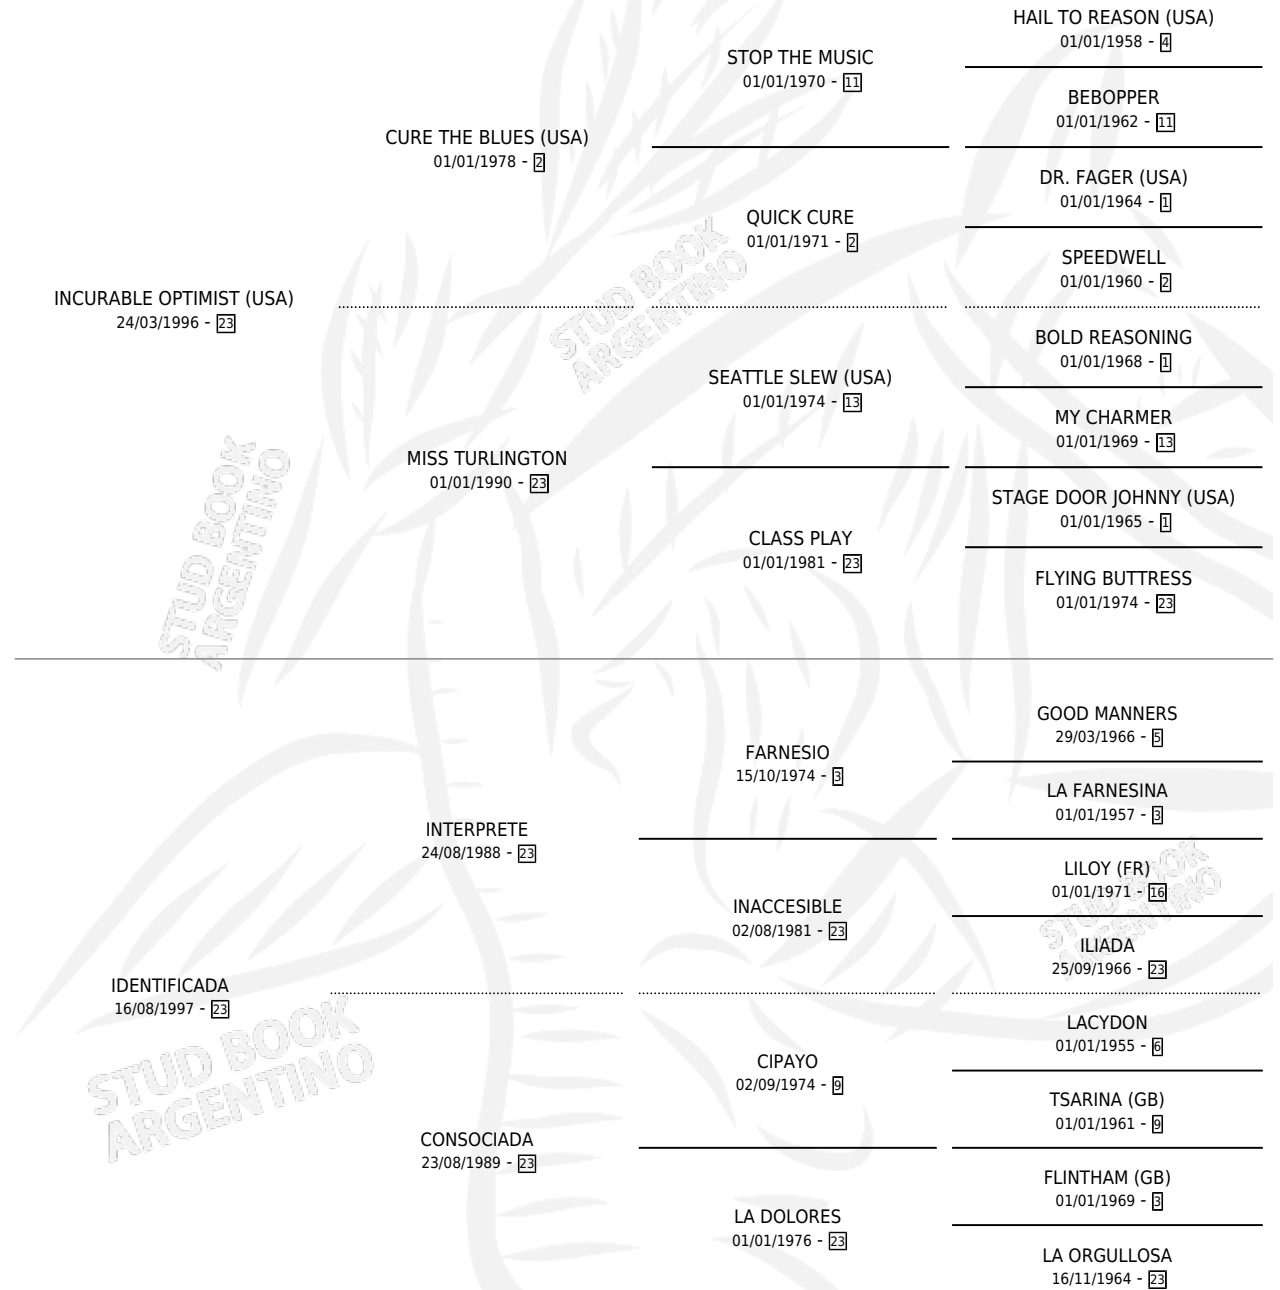 HAIL TO REASON (USA)
01/01/1958 - 4
STOP THE MUSIC
01/01/1970 - 11
BEBOPPER
01/01/1962 - 11
CURE THE BLUES (USA)
01/01/1978 - 2
DR. FAGER (USA)
01/01/1964 - 1
QUICK CURE
01/01/1971 - 2
SPEEDWELL
01/01/1960 - 2
INCURABLE OPTIMIST (USA)
24/03/1996 - 23
BOLD REASONING
01/01/1968 - 1
SEATTLE SLEW (USA)
01/01/1974 - 13
MY CHARMER
01/01/1969 - 13
MISS TURLINGTON
01/01/1990 - 23
STAGE DOOR JOHNNY (USA)
01/01/1965 - 1
CLASS PLAY
01/01/1981 - 23
FLYING BUTTRESS
01/01/1974 - 23
GOOD MANNERS
29/03/1966 - 5
FARNESIO
15/10/1974 - 3
LA FARNESINA
01/01/1957 - 3
INTERPRETE
24/08/1988 - 23
LILOY (FR)
01/01/1971 - 16
INACCESIBLE
02/08/1981 - 23
ILIADA
25/09/1966 - 23
IDENTIFICADA
16/08/1997 - 23
LACYDON
01/01/1955 - 6
CIPAYO
02/09/1974 - 9
TSARINA (GB)
01/01/1961 - 9
CONSOCIADA
23/08/1989 - 23
FLINTHAM (GB)
01/01/1969 - 3
LA DOLORES
01/01/1976 - 23
LA ORGULLOSA
16/11/1964 - 23
STUD BOOK
ARGENTINO
STUD BOOK
ARGENTINO
STUD BOOK
ARGENTINO
STUD BOOK
ARGENTINO